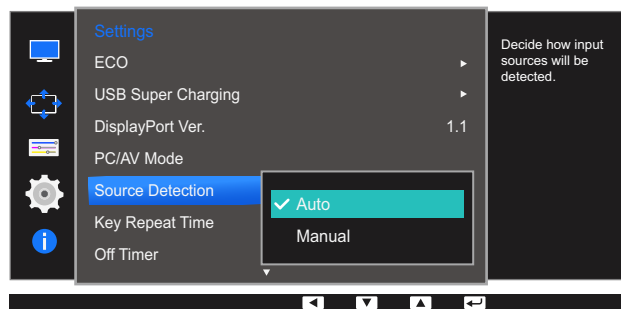 Settings
ECO
USB Super Charging
DisplayPort Ver. 1.1
PC/AV Mode
Source Detection
Key Repeat Time
Off Timer
Auto
Manual
Decide how input
sources will be
detected.